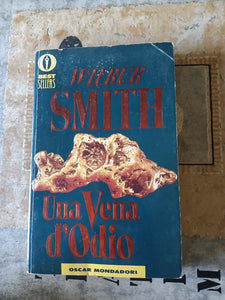 BEST
SELLERS
WILBUR
SMITH
Una Vena
d'Odio
OSCAR MONDADORI